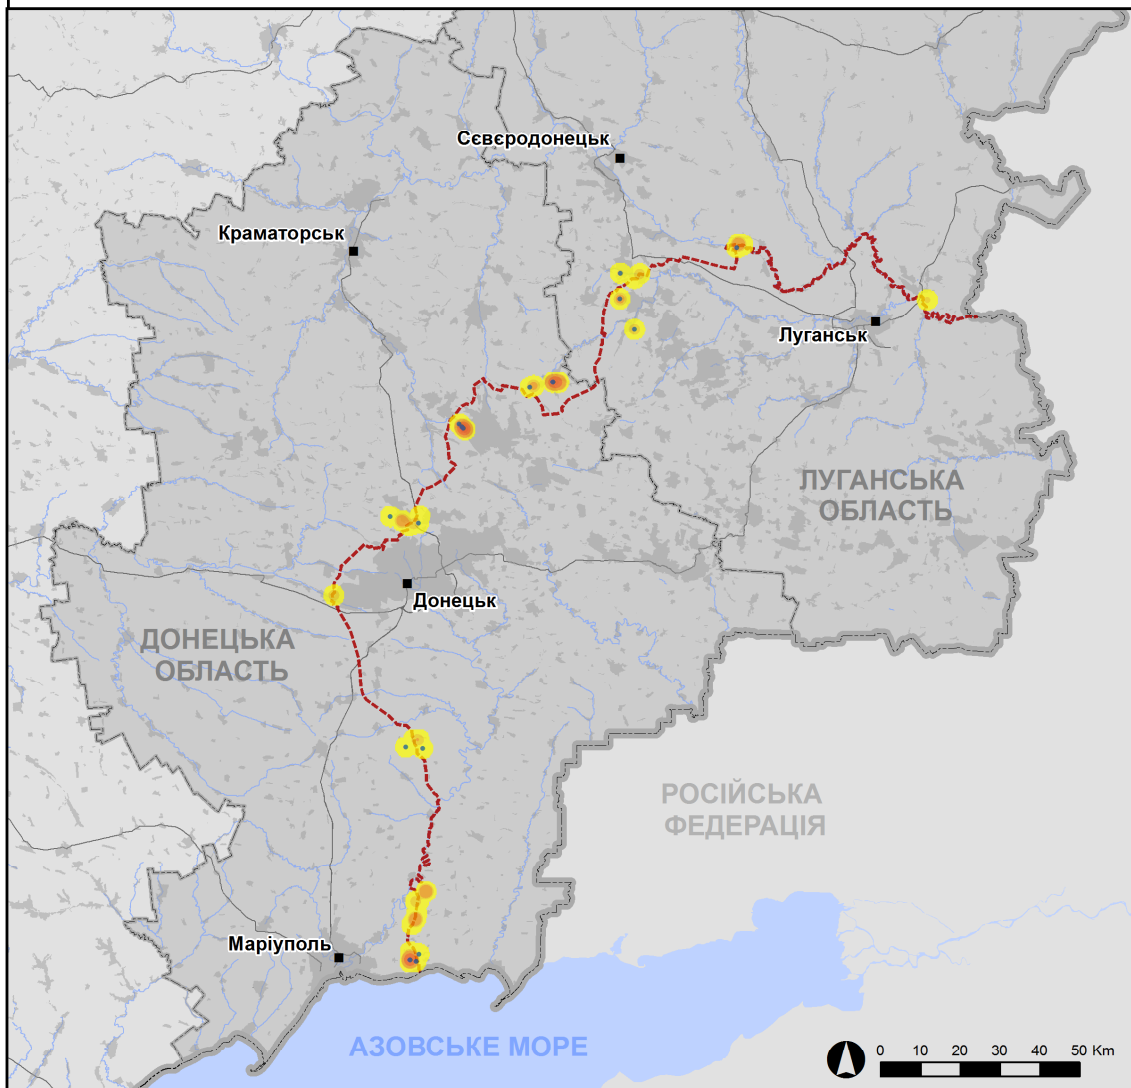 Сєвєродонецьк
Краматорськ
Луганськ
ЛУГАНСЬКА
ОБЛАСТЬ
Донецьк
ДОНЕЦЬКА
ОБЛАСТЬ
РОСІЙСЬКА
ФЕДЕРАЦІЯ
Маріуполь
АЗОВСЬКЕ МОРЕ
0 10 20 30 40 50 Km